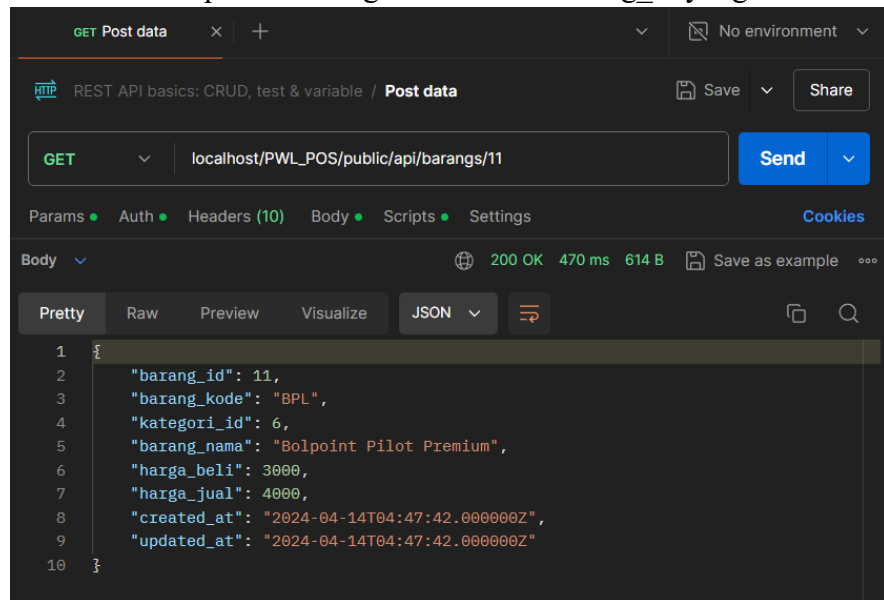 GET Post data × + No environment
HTTP REST API basics: CRUD, test & variable / Post data Save Share
GET localhost/PWL_POS/public/api/barangs/11 Send
Params Auth Headers (10) Body Scripts Settings Cookies
Body 200 OK 470 ms 614 B Save as example
Pretty Raw Preview Visualize JSON
1 {
2 "barang_id": 11,
3 "barang_kode": "BPL",
4 "kategori_id": 6,
5 "barang_nama": "Bolpoint Pilot Premium",
6 "harga_beli": 3000,
7 "harga_jual": 4000,
8 "created_at": "2024-04-14T04:47:42.000000Z",
9 "updated_at": "2024-04-14T04:47:42.000000Z"
10 }